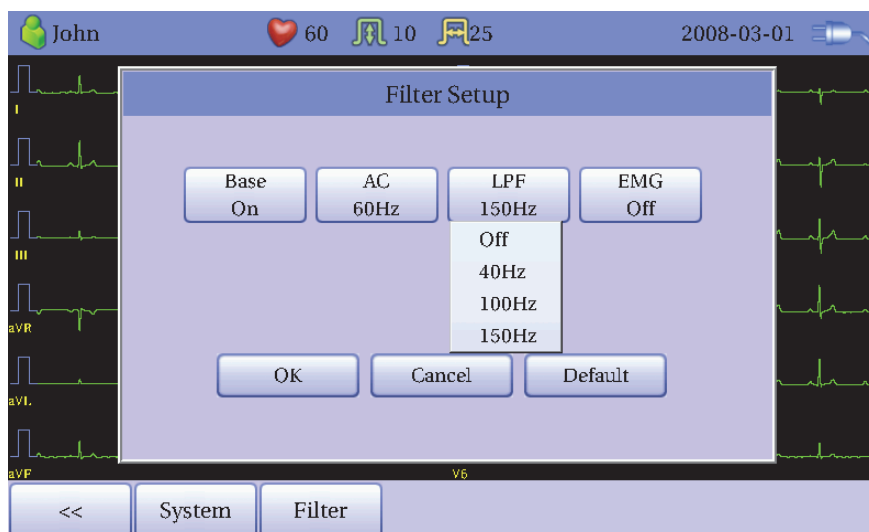 John 60 10 25 2008-03-01
Filter Setup
I
II
III
aVR
aVL
aVF
V6
Base AC LPF EMG
On 60Hz 150Hz Off
Off
40Hz
100Hz
150Hz
OK Cancel Default
<< System Filter